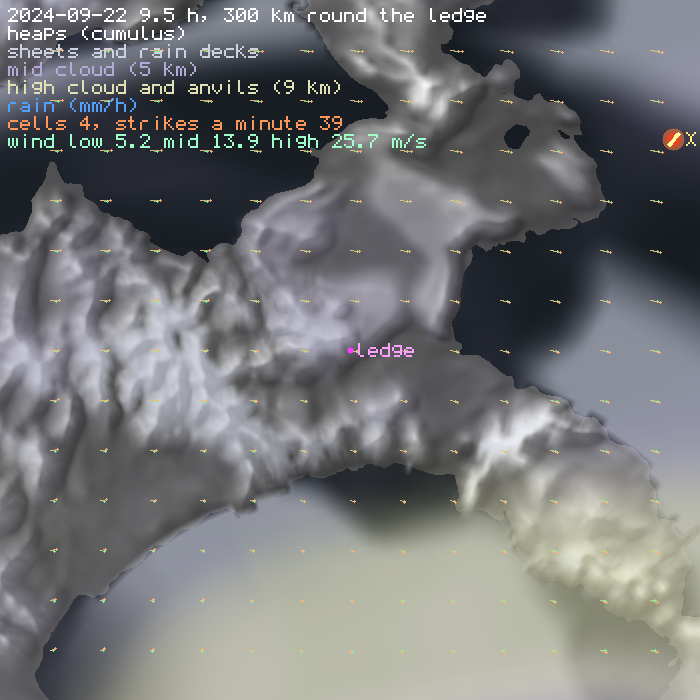 2024-09-22 9.5 h, 300 km round the ledge
heaps (cumulus)
sheets and rain decks
mid cloud (5 km)
high cloud and anvils (9 km)
rain (mm/h)
cells 4, strikes a minute 39
wind low 5.2 mid 13.9 high 25.7 m/s
X
ledge